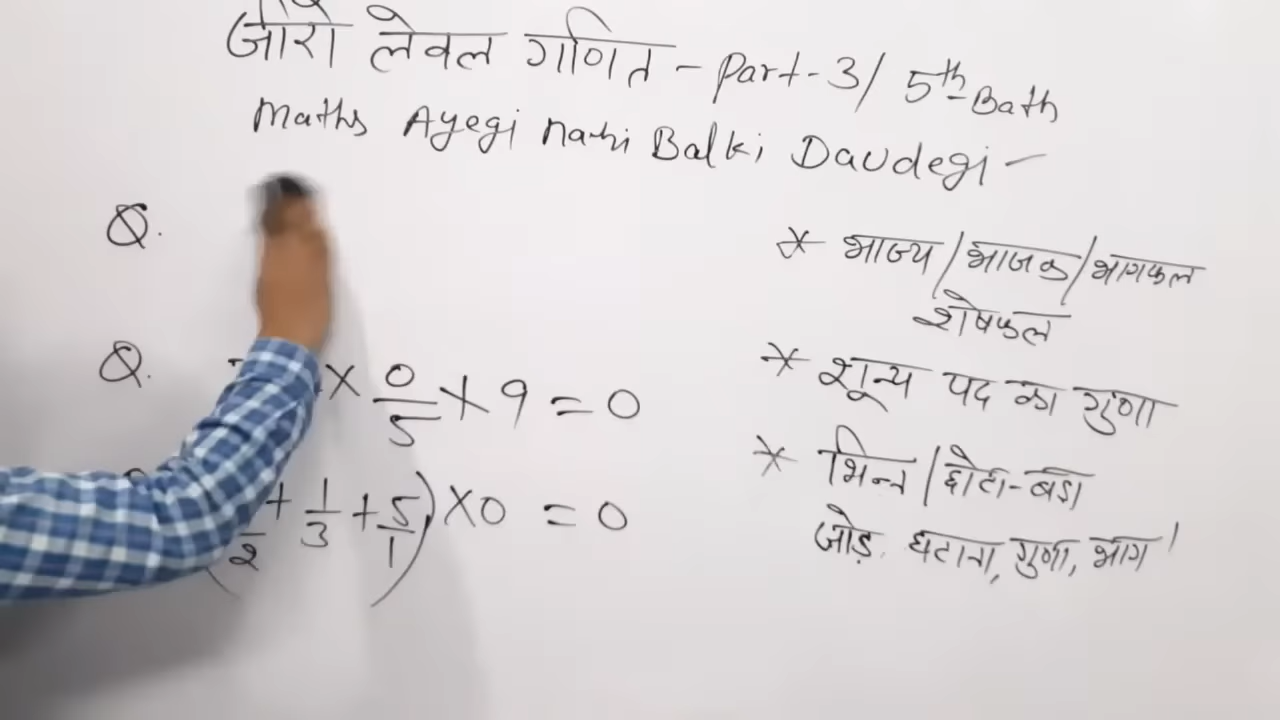 जीरो लेवल गणित - Part-3/ 5th Bath
Maths Ayegi Nahi Balki Daudegi -
Q.
* भाज्य/भाजक/भागफल
शेषफल
Q.
× 0/5 × 9 = 0
* शून्य पद का गुणा
* भिन्न/छोटा-बडा
2 + 1/3 + 5/1) × 0 = 0
जोड़, घटाना, गुणा, भाग